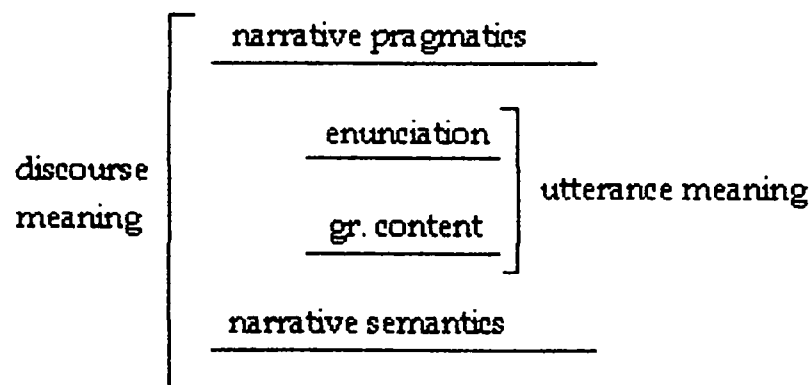 narrative pragmatics
enunciation
discourse
meaning
utterance meaning
gr. content
narrative semantics